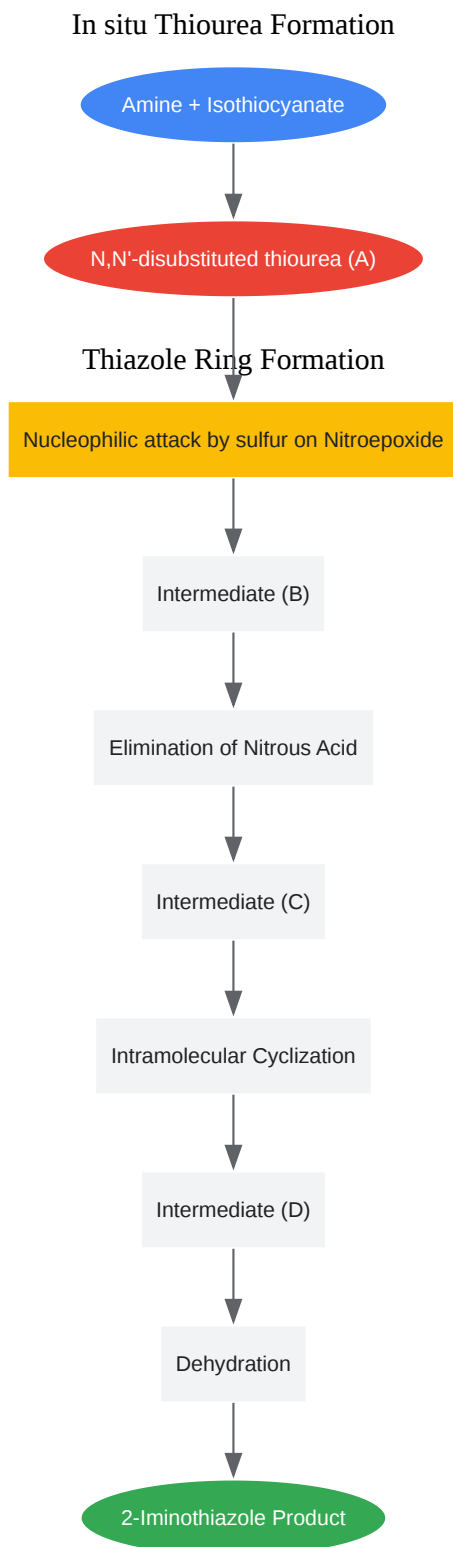 In situ Thiourea Formation
Amine + Isothiocyanate
N,N'-disubstituted thiourea (A)
Thiazole Ring Formation
Nucleophilic attack by sulfur on Nitroepoxide
Intermediate (B)
Elimination of Nitrous Acid
Intermediate (C)
Intramolecular Cyclization
Intermediate (D)
Dehydration
2-Iminothiazole Product